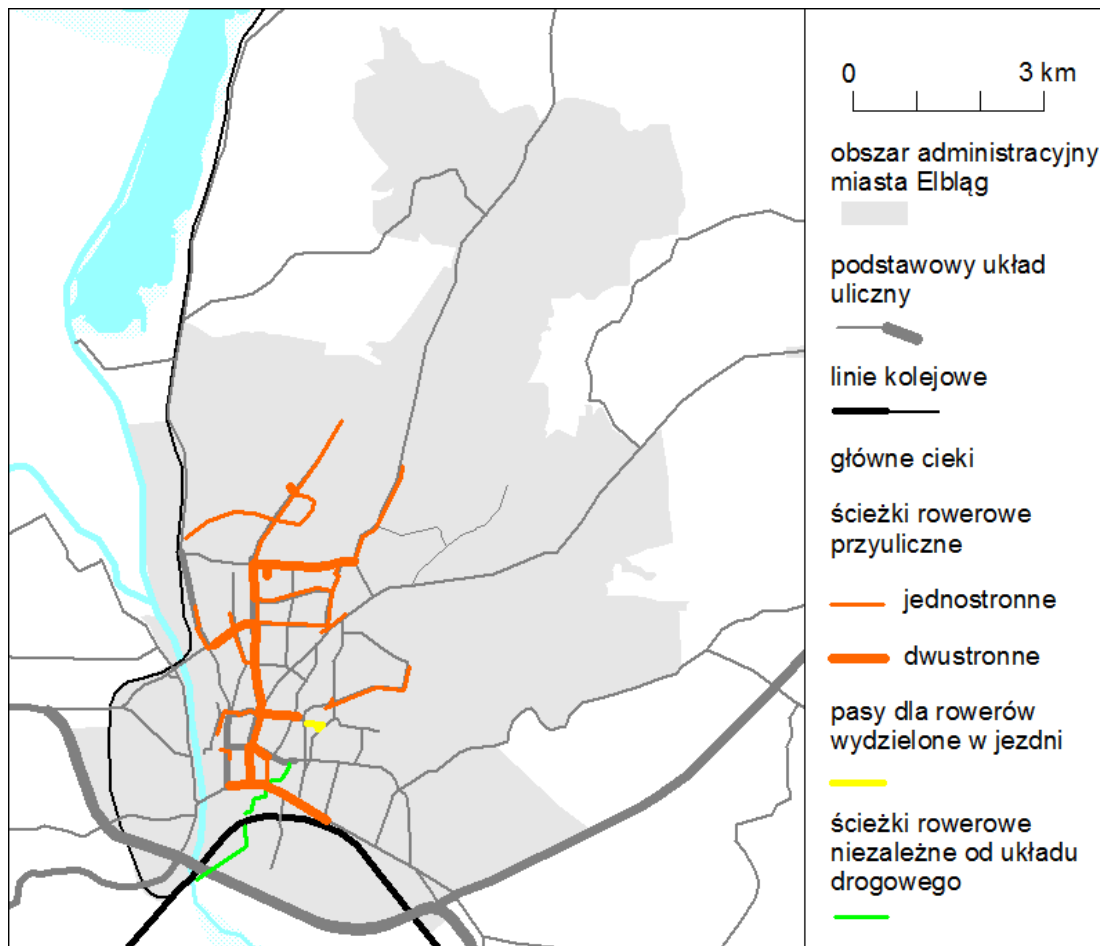 0 3 km
obszar administracyjny
miasta Elbląg
podstawowy układ
uliczny
linie kolejowe
główne cieki
ścieżki rowerowe
przyuliczne
jednostronne
dwustronne
pasy dla rowerów
wydzielone w jezdni
ścieżki rowerowe
niezależne od układu
drogowego